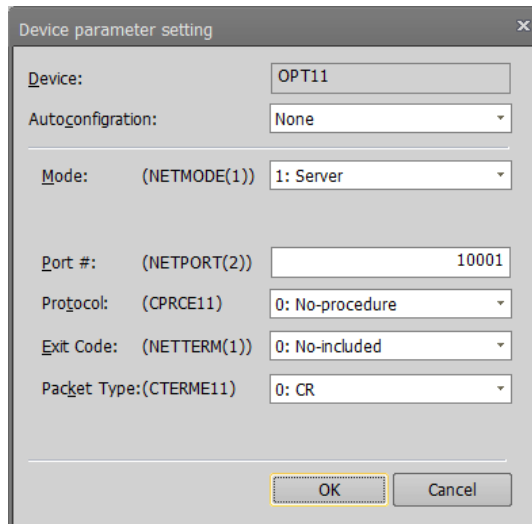 Device parameter setting
Device: OPT11
Autoconfigration: None
Mode: (NETMODE(1)) 1: Server
Port #: (NETPORT(2)) 10001
Protocol: (CPRCE11) 0: No-procedure
Exit Code: (NETTERM(1)) 0: No-included
Packet Type:(CTERME11) 0: CR
OK Cancel